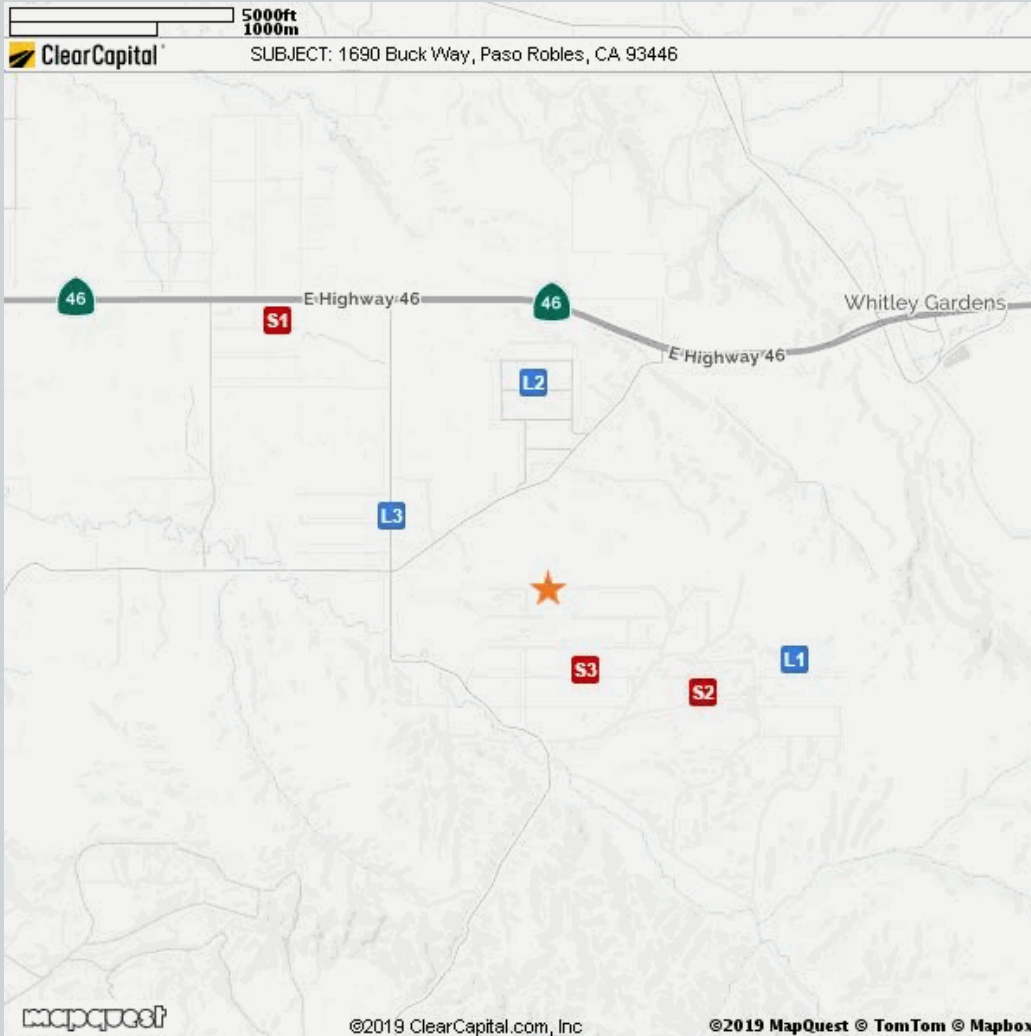 5000ft
1000m
ClearCapital
SUBJECT: 1690 Buck Way, Paso Robles, CA 93446
46
E Highway 46
46
Whitley Gardens
S1
E Highway 46
L2
L3
S3
L1
S2
mapquest
©2019 ClearCapital.com, Inc
©2019 MapQuest © TomTom © Mapbox